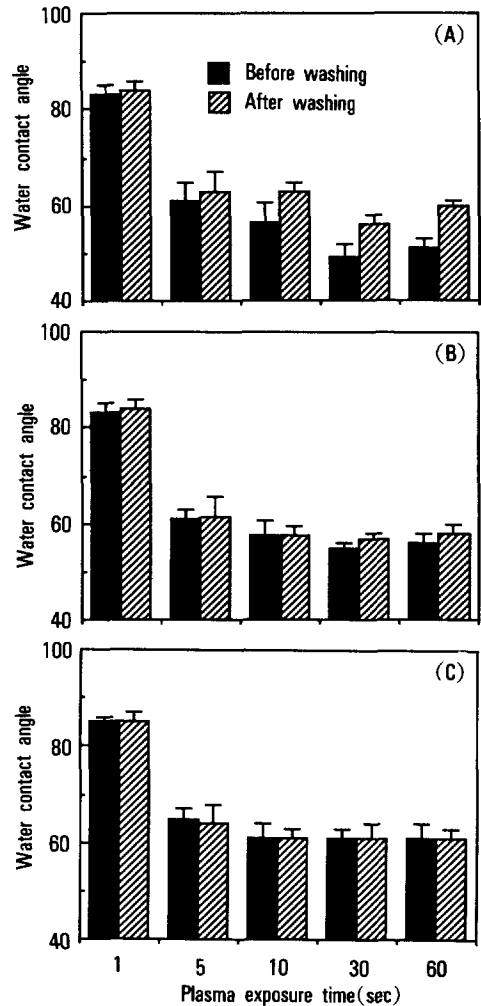 100
(A)
Before washing
After washing
80
60
40
Water contact angle
100
(B)
80
60
40
Water contact angle
100
(C)
80
60
40
Water contact angle
1 5 10 30 60
Plasma exposure time(sec)